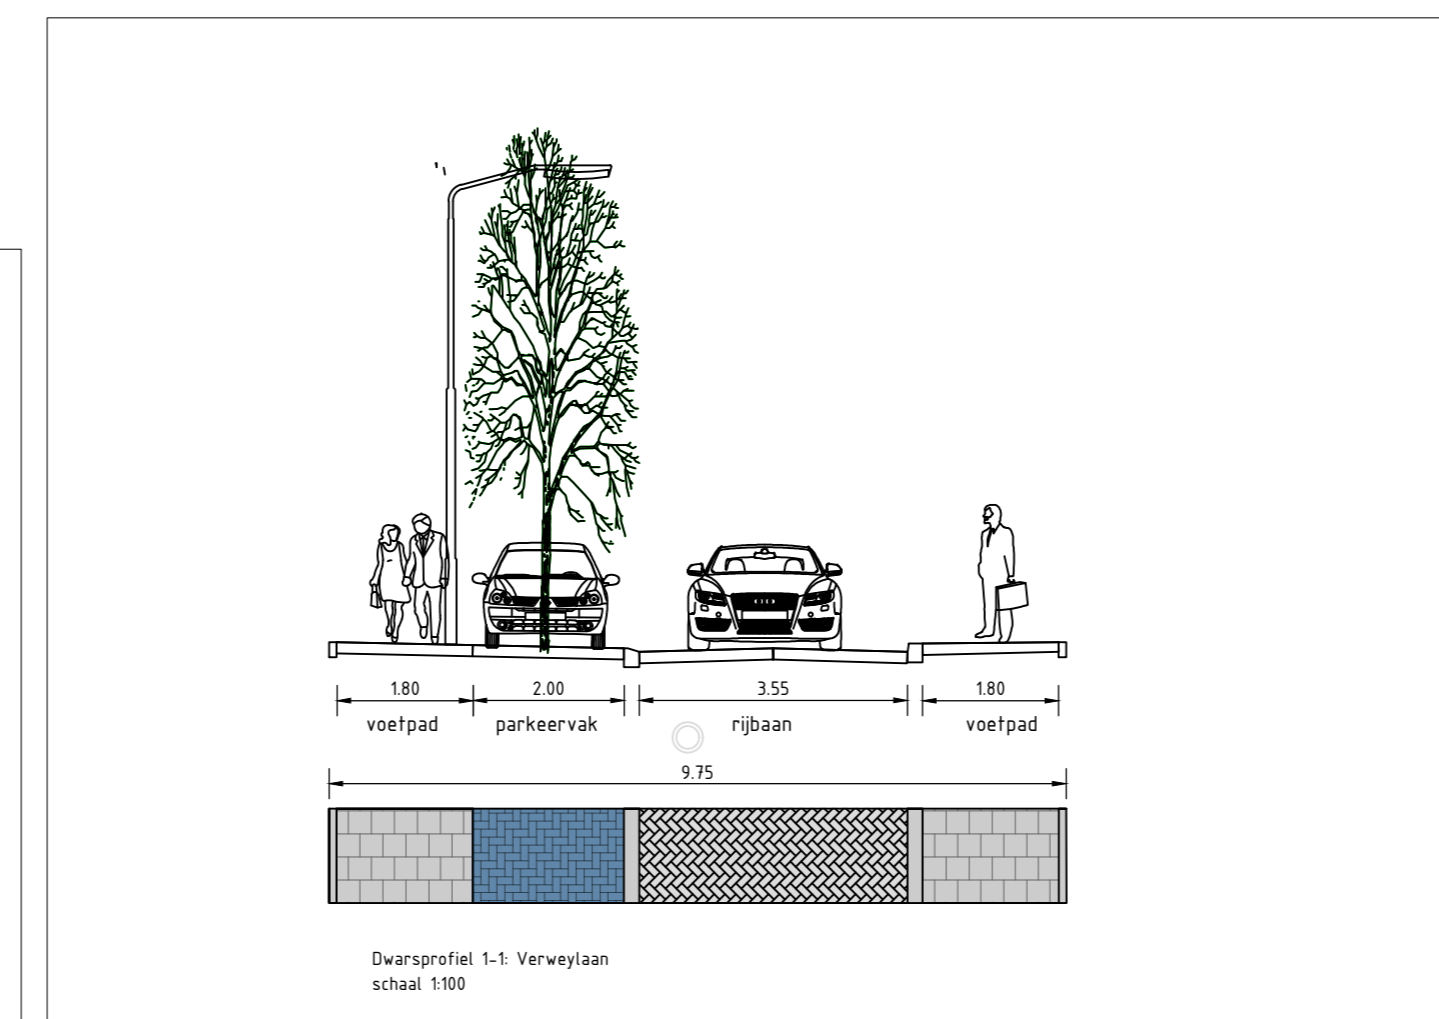 1.80 2.00 3.55 1.80
voetpad parkeervak rijbaan voetpad
9.75
Dwarsprofiel 1-1: Verweylaan
schaal 1:100